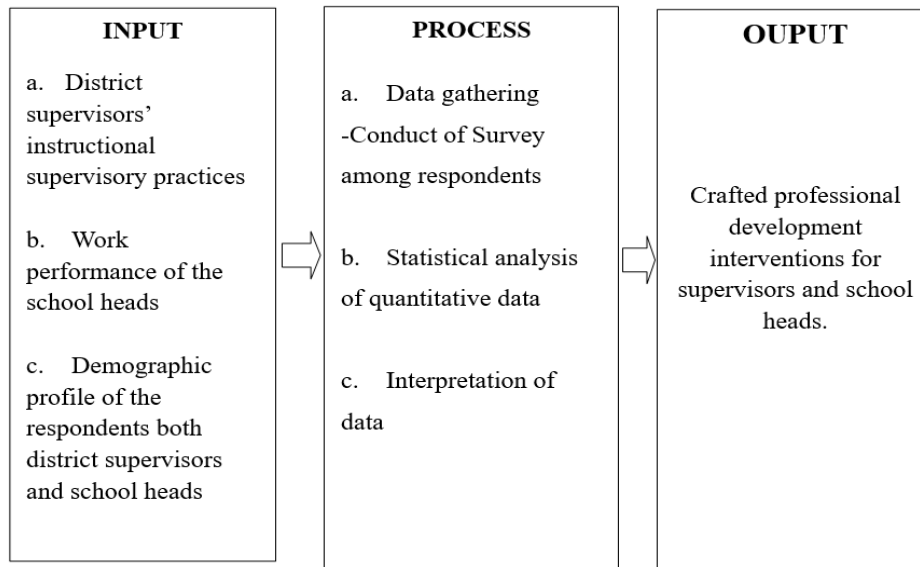 INPUT
a. District
supervisors’
instructional
supervisory practices
b. Work
performance of the
school heads
c. Demographic
profile of the
respondents both
district supervisors
and school heads
PROCESS
a. Data gathering
-Conduct of Survey
among respondents
b. Statistical analysis
of quantitative data
c. Interpretation of
data
OUPUT
Crafted professional
development
interventions for
supervisors and school
heads.